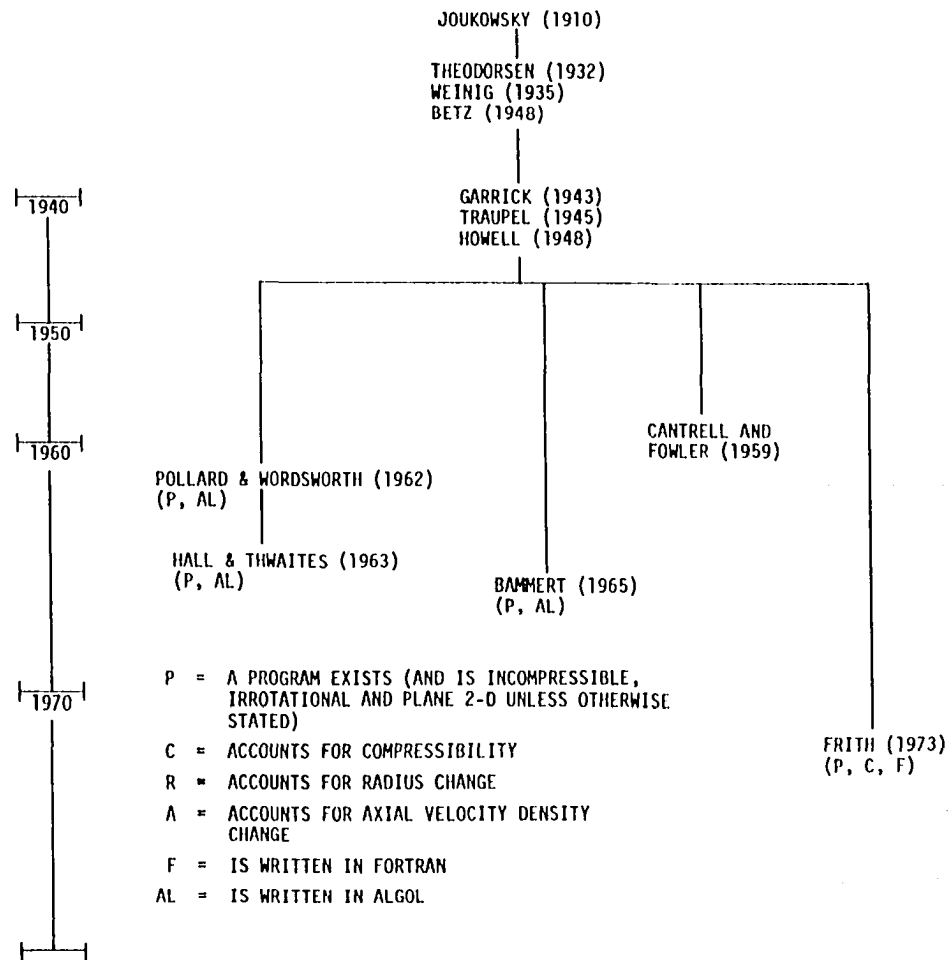 JOUKOWSKY (1910)
THEODORSEN (1932)
WEINIG (1935)
BETZ (1948)
GARRICK (1943)
TRAUPEL (1945)
HOWELL (1948)
1940
1950
1960
1970
CANTRELL AND
FOWLER (1959)
POLLARD & WORDSWORTH (1962)
(P, AL)
HALL & THWAITES (1963)
(P, AL)
BAMMERT (1965)
(P, AL)
FRITH (1973)
(P, C, F)
P = A PROGRAM EXISTS (AND IS INCOMPRESSIBLE,
IRROTATIONAL AND PLANE 2-D UNLESS OTHERWISE
STATED)
C = ACCOUNTS FOR COMPRESSIBILITY
R = ACCOUNTS FOR RADIUS CHANGE
A = ACCOUNTS FOR AXIAL VELOCITY DENSITY
CHANGE
F = IS WRITTEN IN FORTRAN
AL = IS WRITTEN IN ALGOL